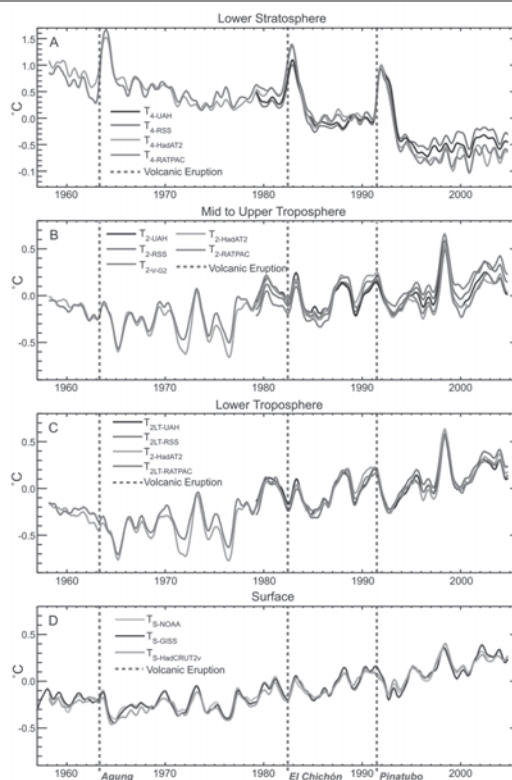 Lower Stratosphere
A
1.5
1.0
0.5
0.0
-0.5
-0.1
°C
T4-UAH
T4-RSS
T4-HadAT2
T4-RATPAC
Volcanic Eruption
1960 1970 1980 1990 2000
Mid to Upper Troposphere
B
0.5
0.0
-0.5
°C
T2-UAH T2-HadAT2
T2-RSS T2-RATPAC
T2-V-G2 Volcanic Eruption
1960 1970 1980 1990 2000
Lower Troposphere
C
0.5
0.0
-0.5
°C
T2LT-UAH
T2LT-RSS
T2-HadAT2
T2LT-RATPAC
Volcanic Eruption
1960 1970 1980 1990 2000
Surface
D
0.5
0.0
-0.5
°C
TS-NOAA
TS-GISS
TS-HadCRUT2v
Volcanic Eruption
1960 1970 1980 1990 2000
Agung El Chichón Pinatubo